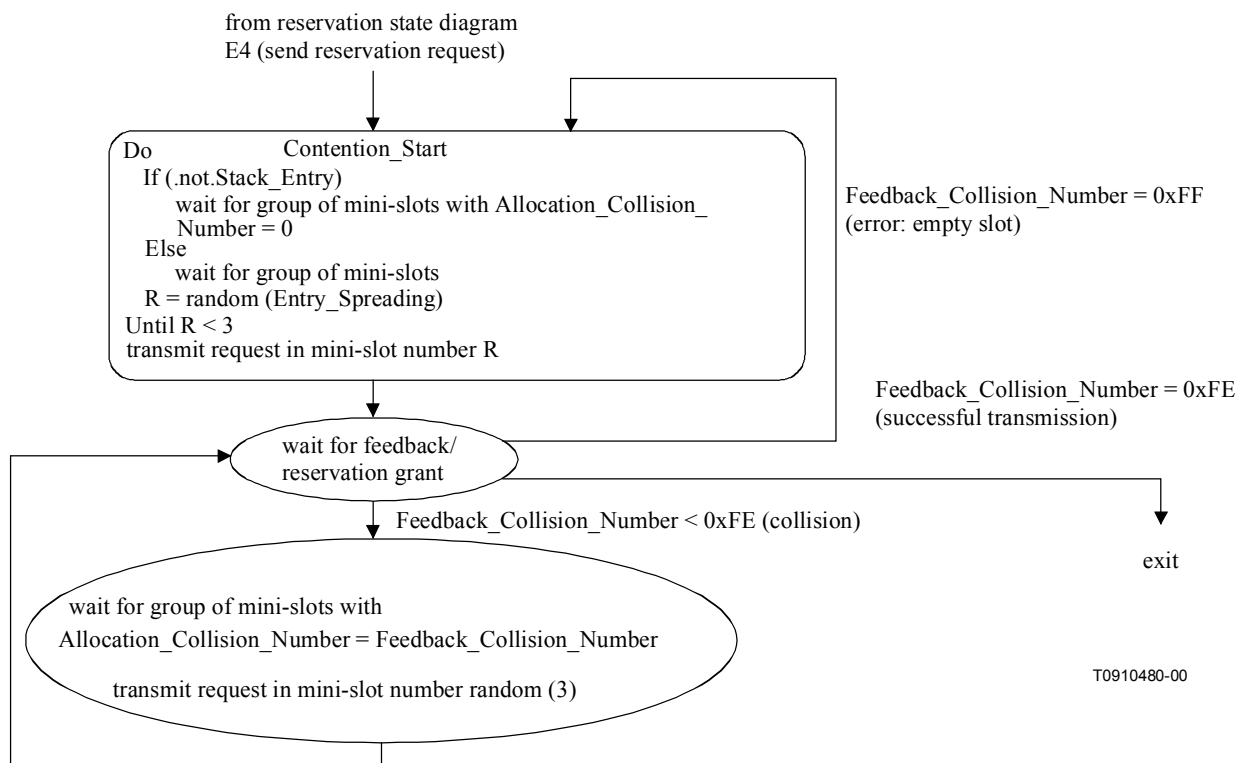 from reservation state diagram
E4 (send reservation request)
Do Contention_Start
If (.not.Stack_Entry)
wait for group of mini-slots with Allocation_Collision_
Number = 0
Else
wait for group of mini-slots
R = random (Entry_Spreading)
Until R < 3
transmit request in mini-slot number R
Feedback_Collision_Number = 0xFF
(error: empty slot)
Feedback_Collision_Number = 0xFE
(successful transmission)
wait for feedback/
reservation grant
Feedback_Collision_Number < 0xFE (collision)
exit
wait for group of mini-slots with
Allocation_Collision_Number = Feedback_Collision_Number
transmit request in mini-slot number random (3)
T0910480-00